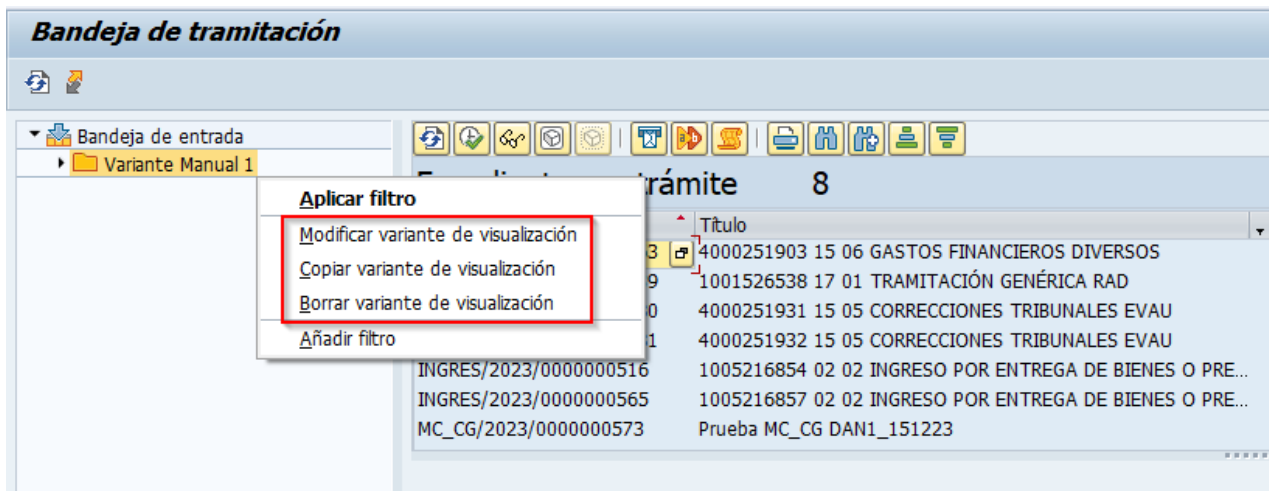 Bandeja de tramitación
Bandeja de entrada
Variante Manual 1
trámite 8
Aplicar filtro
Modificar variante de visualización
Copiar variante de visualización
Borrar variante de visualización
Añadir filtro
Título
3 4000251903 15 06 GASTOS FINANCIEROS DIVERSOS
9 1001526538 17 01 TRAMITACIÓN GENÉRICA RAD
0 4000251931 15 05 CORRECCIONES TRIBUNALES EVAU
1 4000251932 15 05 CORRECCIONES TRIBUNALES EVAU
INGRES/2023/0000000516 1005216854 02 02 INGRESO POR ENTREGA DE BIENES O PRE...
INGRES/2023/0000000565 1005216857 02 02 INGRESO POR ENTREGA DE BIENES O PRE...
MC_CG/2023/0000000573 Prueba MC_CG DAN1_151223